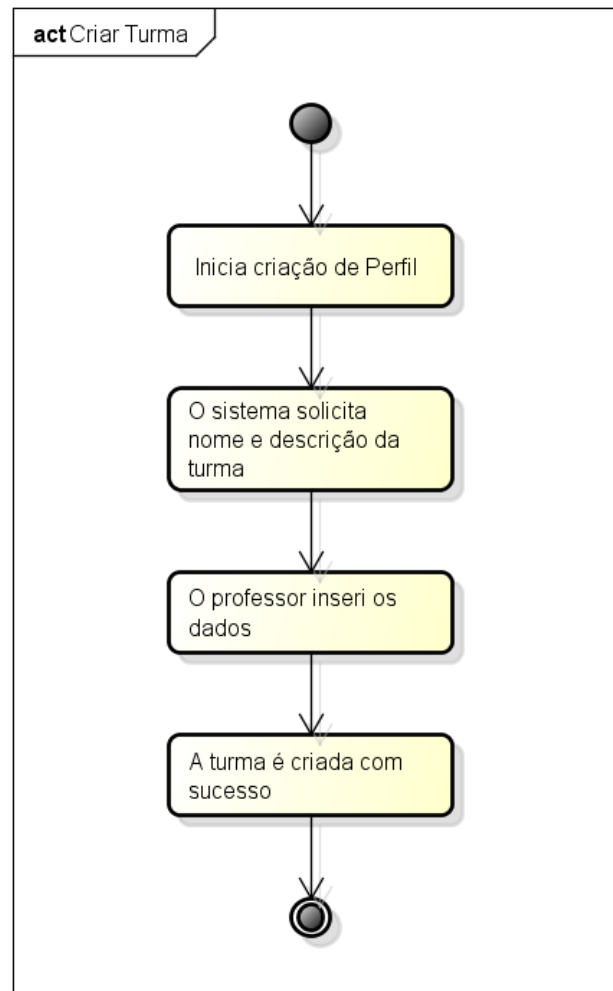 act Criar Turma
Inicia criação de Perfil
O sistema solicita
nome e descrição da
turma
O professor inseri os
dados
A turma é criada com
sucesso